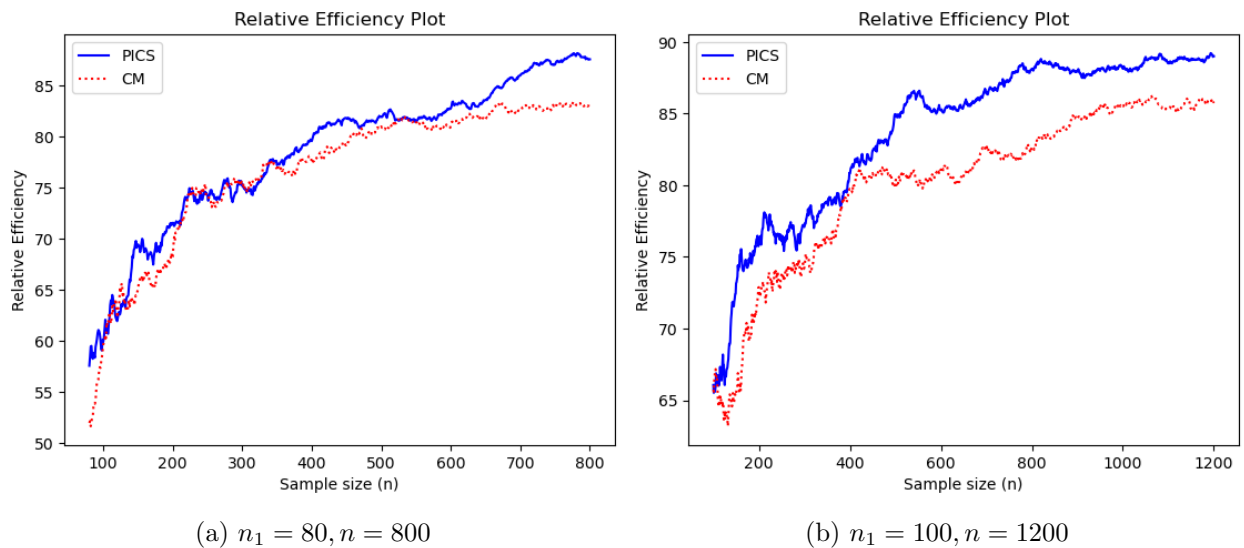 Relative Efficiency Plot
PICS
CM
85
80
75
70
65
60
55
50
Relative Efficiency
100 200 300 400 500 600 700 800
Sample size (n)
(a) n₁ = 80, n = 800
Relative Efficiency Plot
PICS
CM
90
85
80
75
70
65
Relative Efficiency
200 400 600 800 1000 1200
Sample size (n)
(b) n₁ = 100, n = 1200